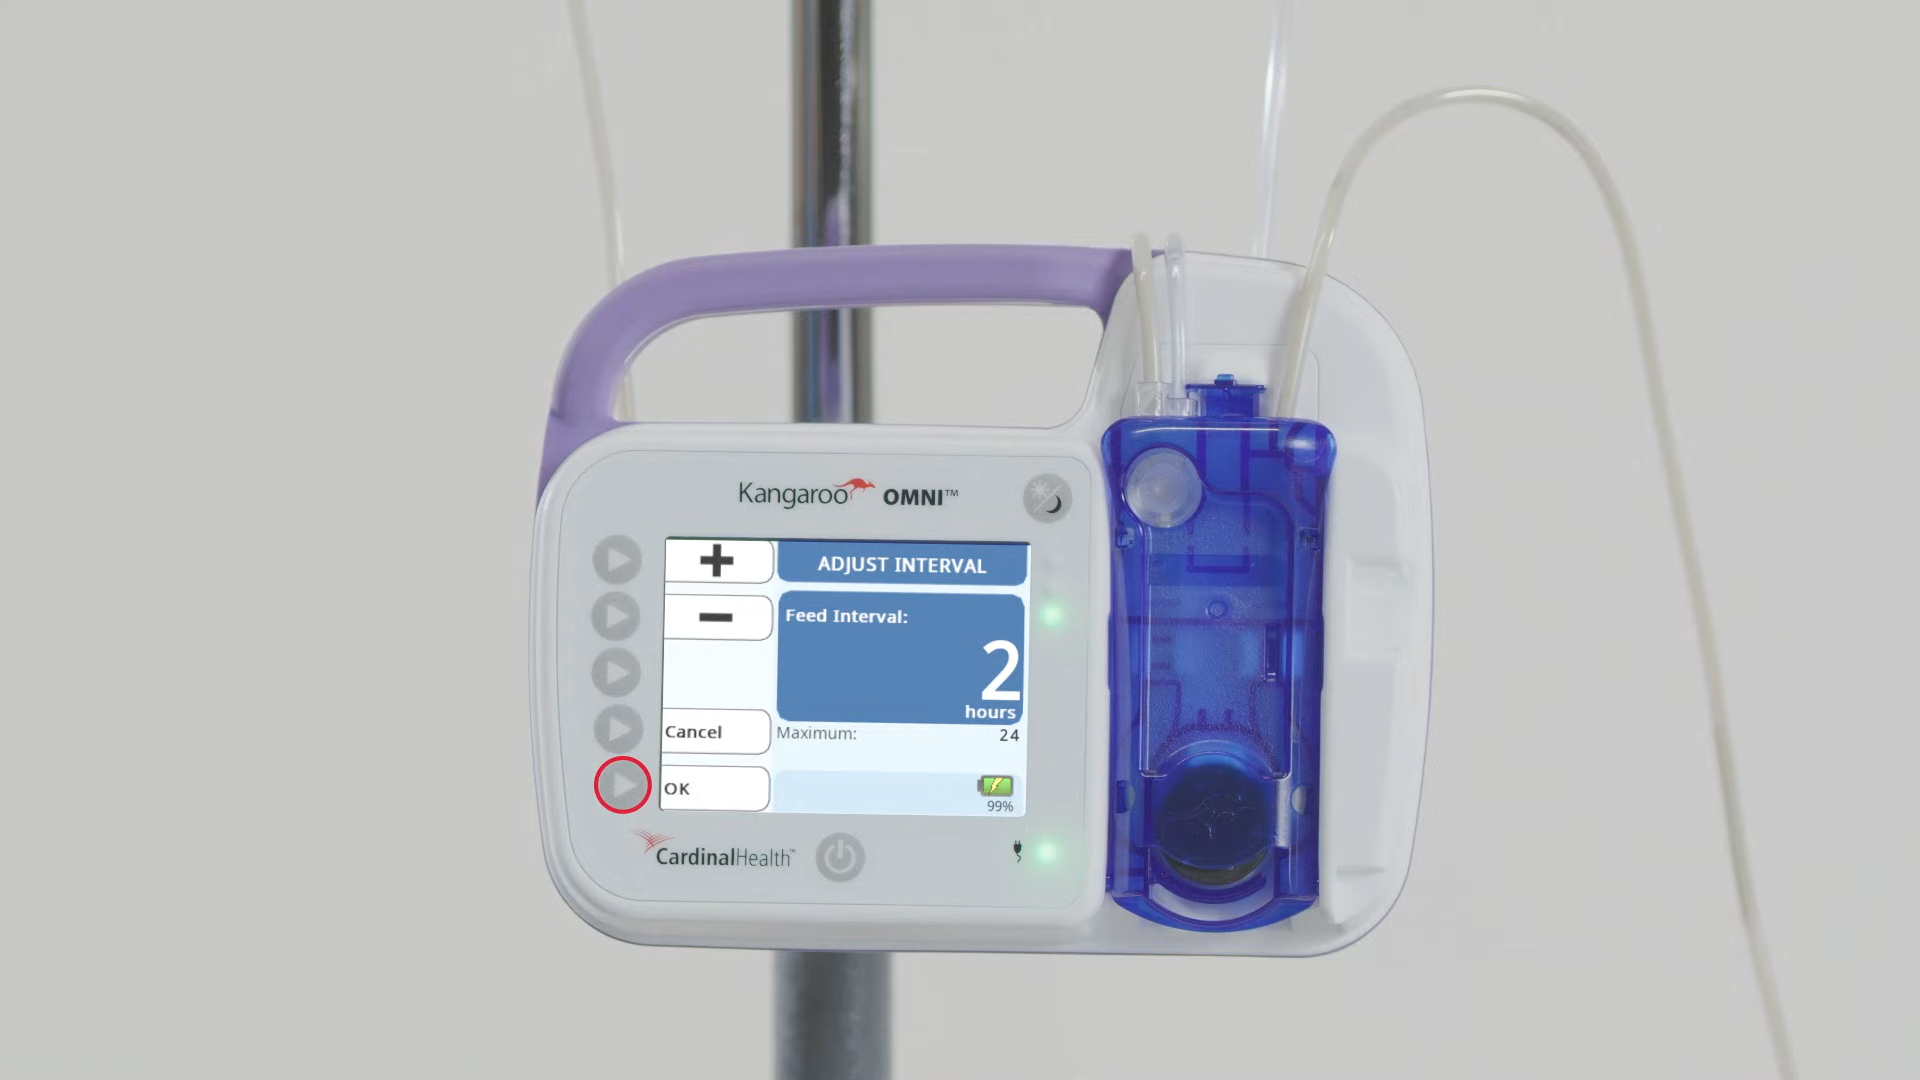 Kangaroo OMNI™
+
ADJUST INTERVAL
−
Feed Interval:
2
hours
Cancel
Maximum: 24
OK
99%
CardinalHealth™